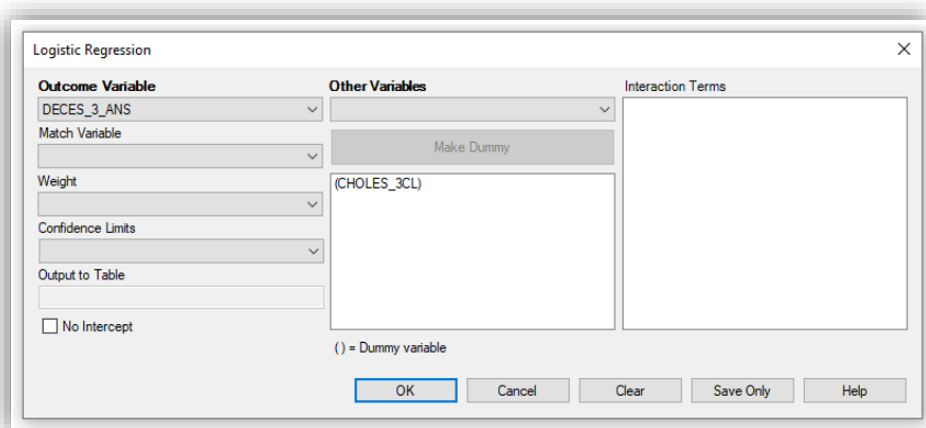 Logistic Regression
Outcome Variable
DECES_3_ANS
Match Variable
Weight
Confidence Limits
Output to Table
No Intercept
Other Variables
Make Dummy
(CHOLES_3CL)
( ) = Dummy variable
Interaction Terms
OK
Cancel
Clear
Save Only
Help